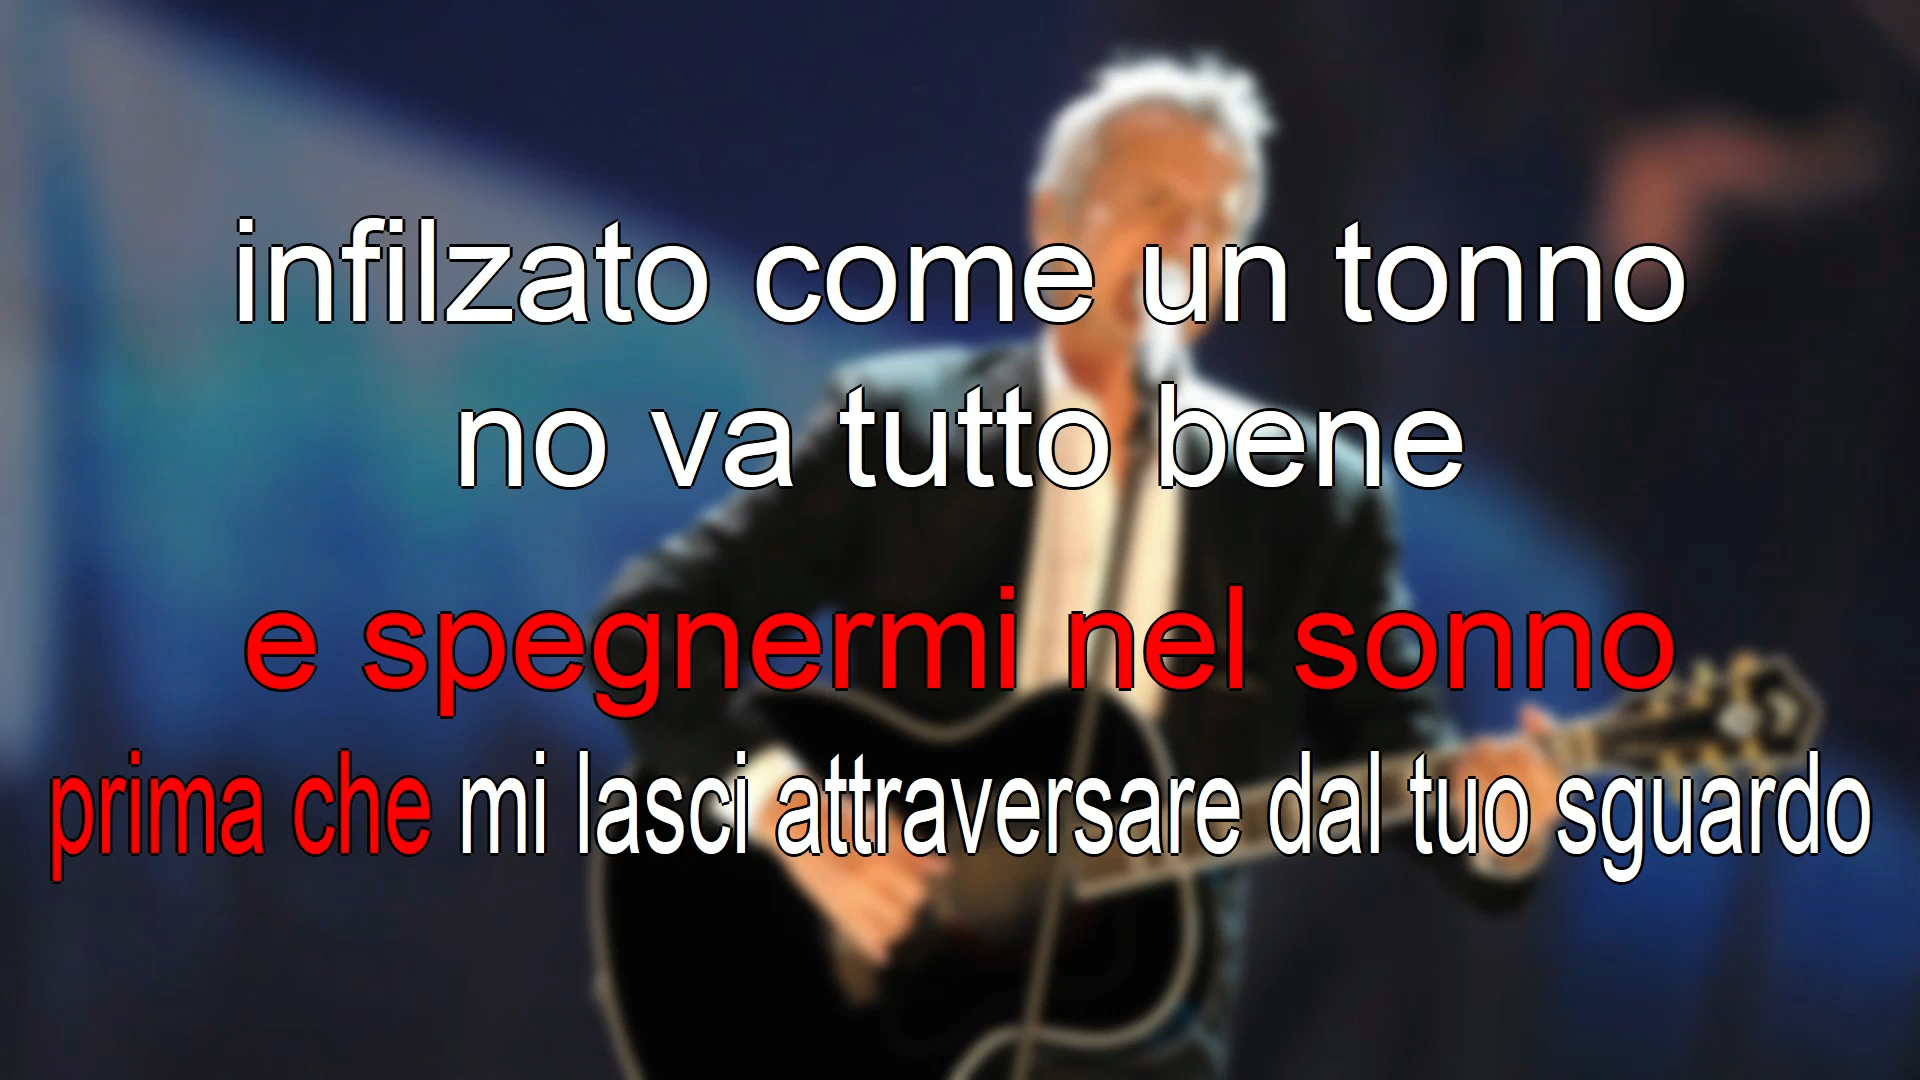 infilzato come un tonno
no va tutto bene
e spegnermi nel sonno
prima che mi lasci attraversare dal tuo sguardo